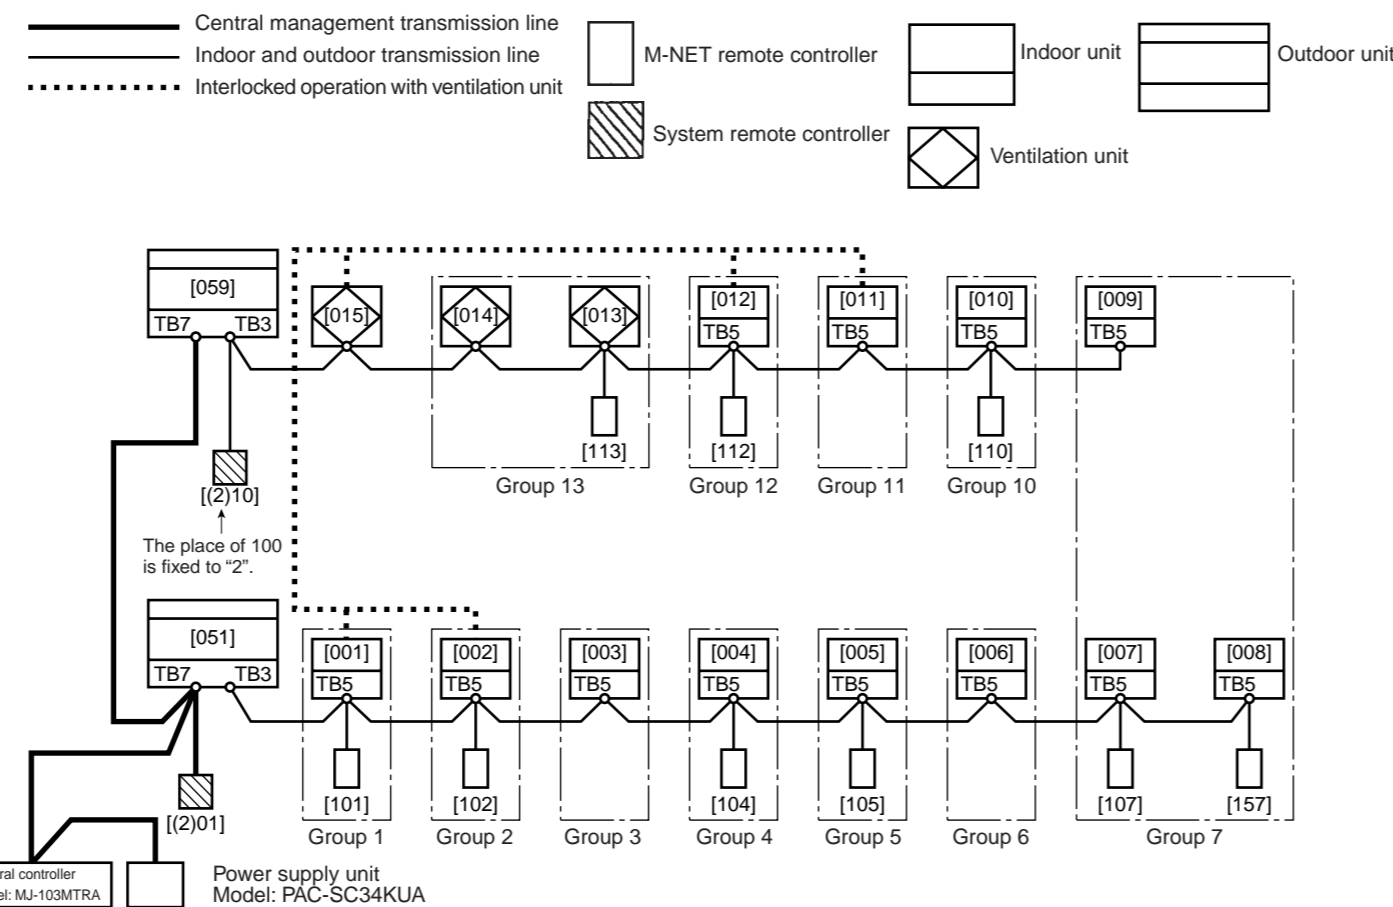 Central management transmission line
Indoor and outdoor transmission line
Interlocked operation with ventilation unit
M-NET remote controller
System remote controller
Indoor unit
Outdoor unit
Ventilation unit
[059]
TB7 TB3
[015]
[014]
[013]
[012]
TB5
[011]
TB5
[010]
TB5
[009]
TB5
[113]
[112]
[110]
Group 13
Group 12
Group 11
Group 10
[(2)10]
The place of 100
is fixed to “2”.
[051]
TB7 TB3
[001]
TB5
[002]
TB5
[003]
TB5
[004]
TB5
[005]
TB5
[006]
TB5
[007]
TB5
[008]
TB5
[(2)01]
[101]
[102]
[104]
[105]
[107]
[157]
Group 1
Group 2
Group 3
Group 4
Group 5
Group 6
Group 7
controller
MJ-103MTRA
Power supply unit
Model: PAC-SC34KUA